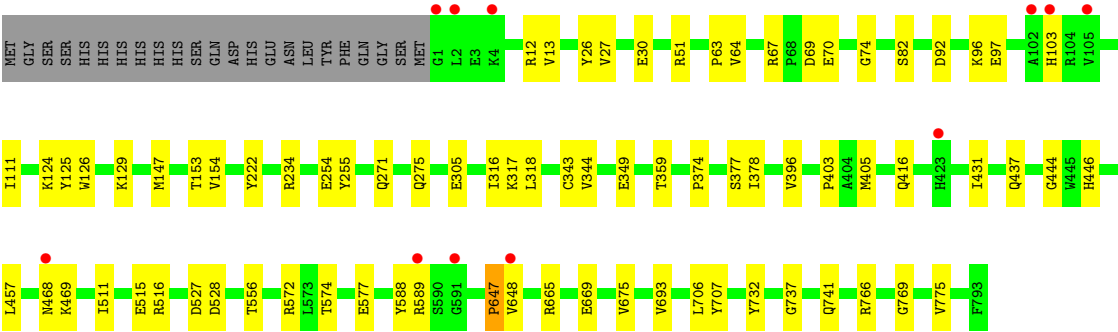 MET GLY SER SER HIS HIS HIS HIS HIS HIS SER GLN ASP HIS GLU ASN LEU TYR PHE GLN GLY SER MET G1 L2 E3 K4 R12 V13 Y26 V27 E30 R51 P63 V64 R67 P68 D69 E70 G74 S82 D92 K96 E97 A102 H103 R104 V105
I111 K124 Y125 W126 K129 M147 T153 V154 Y222 R234 E254 Y255 Q271 Q275 E305 I316 K317 L318 C343 V344 E349 T359 P374 S377 I378 V396 P403 A404 M405 Q416 H423 I431 Q437 G444 W445 H446
L457 N468 K469 I511 E515 R516 D527 D528 T556 R572 L573 T574 E577 Y588 R589 S590 G591 P647 V648 R665 E669 V675 V693 L706 Y707 Y732 G737 Q741 R766 G769 V775 F793